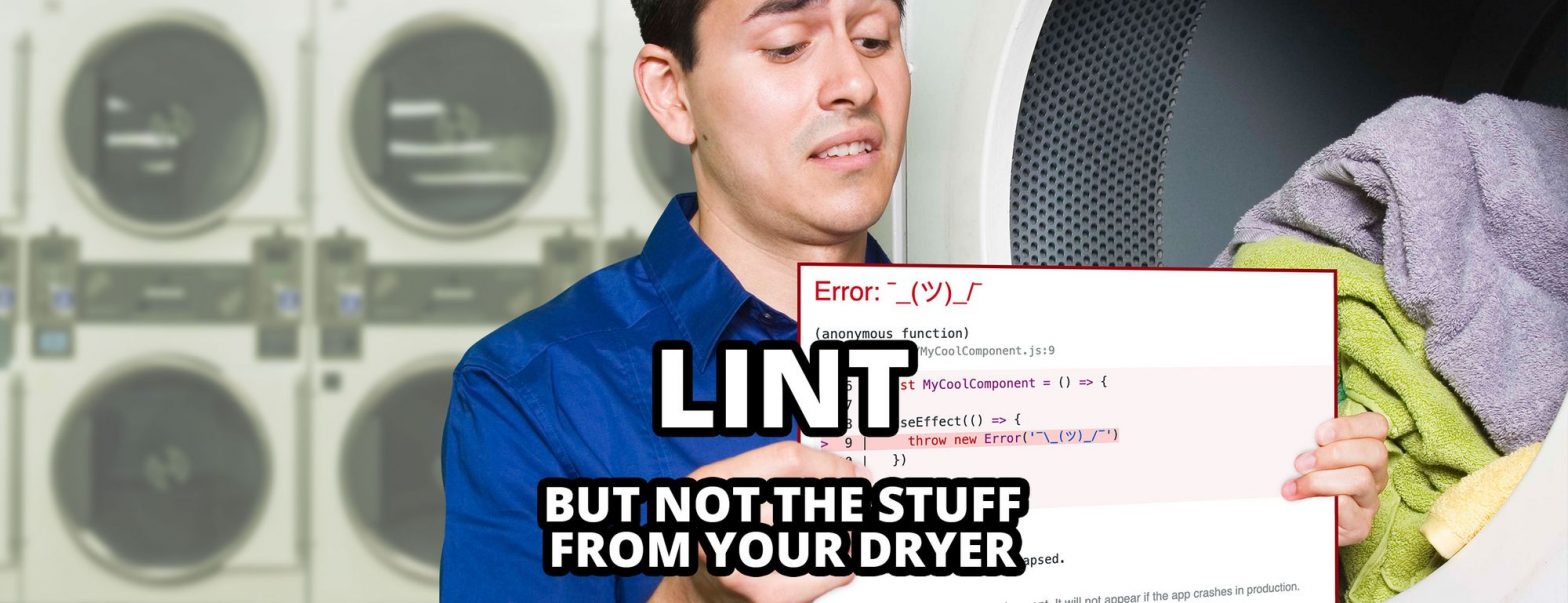 Error: ¯_(ツ)_/¯
(anonymous function)
/MyCoolComponent.js:9
LINT
MyCoolComponent = () => {
seEffect(() => {
> 9 | throw new Error('¯\_(ツ)_/¯')
| })
BUT NOT THE STUFF
FROM YOUR DRYER
apsed.
It will not appear if the app crashes in production.